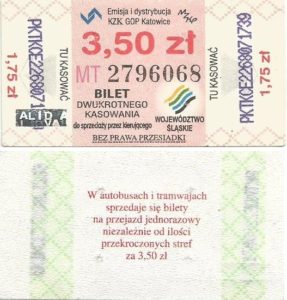 Emisja i dystrybucja
KZK GOP Katowice
3,50 zł
MT 2796068
BILET
DWUKROTNEGO
KASOWANIA
do sprzedaży przez kierującego
BEZ PRAWA PRZESIADKI
WOJEWÓDZTWO
ŚLĄSKIE
1,75 zł
TU KASOWAĆ
TU KASOWAĆ
1,75 zł
W autobusach i tramwajach
sprzedaje się bilety
na przejazd jednorazowy
niezależnie od ilości
przekroczonych stref
za 3,50 zł